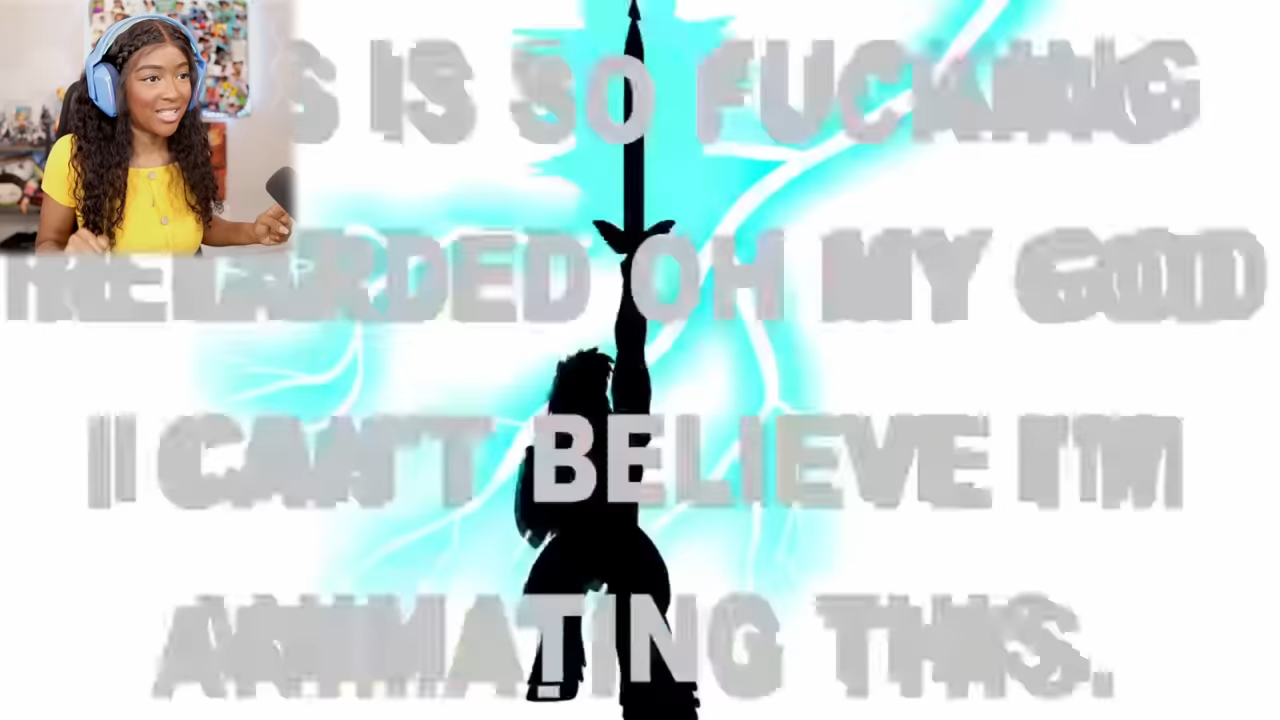 S IS SO FUCKING
RETARDED OH MY GOD
I CAN'T BELIEVE I'M
ANIMATING THIS.